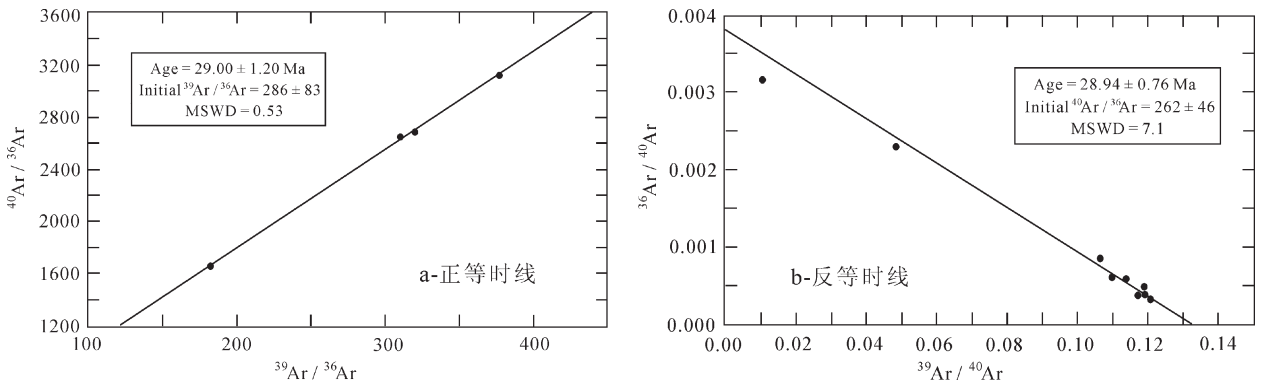 3600
3200
2800
2400
2000
1600
1200
⁴⁰Ar / ³⁶Ar
Age = 29.00 ± 1.20 Ma
Initial ³⁹Ar / ³⁶Ar = 286 ± 83
MSWD = 0.53
a-正等时线
100 200 300 400
³⁹Ar / ³⁶Ar
0.004
0.003
0.002
0.001
0.000
³⁶Ar / ⁴⁰Ar
Age = 28.94 ± 0.76 Ma
Initial ⁴⁰Ar / ³⁶Ar = 262 ± 46
MSWD = 7.1
b-反等时线
0.00 0.02 0.04 0.06 0.08 0.10 0.12 0.14
³⁹Ar / ⁴⁰Ar